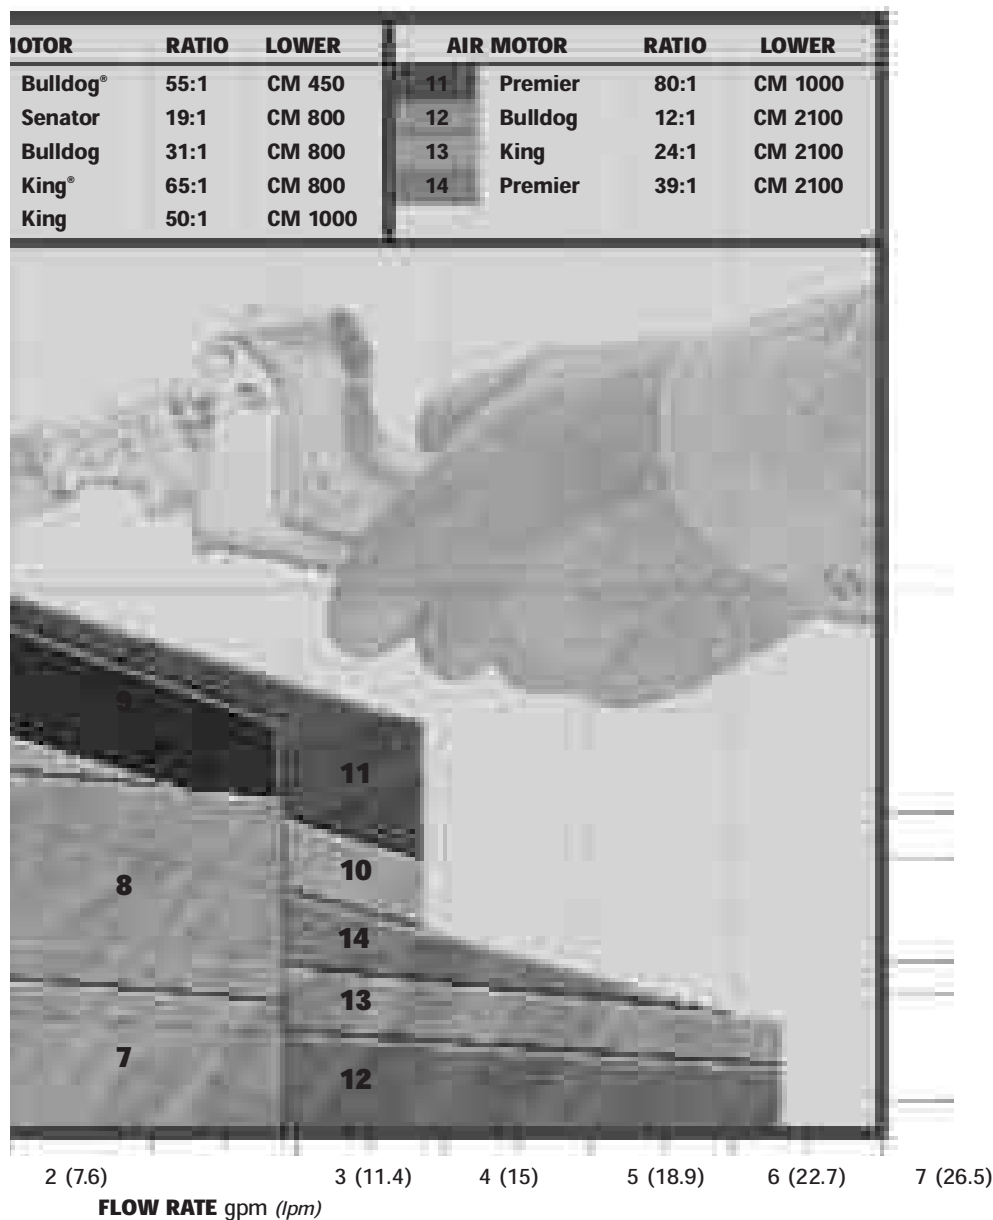 MOTOR RATIO LOWER AIR MOTOR RATIO LOWER
Bulldog® 55:1 CM 450 11 Premier 80:1 CM 1000
Senator 19:1 CM 800 12 Bulldog 12:1 CM 2100
Bulldog 31:1 CM 800 13 King 24:1 CM 2100
King® 65:1 CM 800 14 Premier 39:1 CM 2100
King 50:1 CM 1000
9
11
10
8
14
13
7
12
2 (7.6) 3 (11.4) 4 (15) 5 (18.9) 6 (22.7) 7 (26.5)
FLOW RATE gpm (lpm)